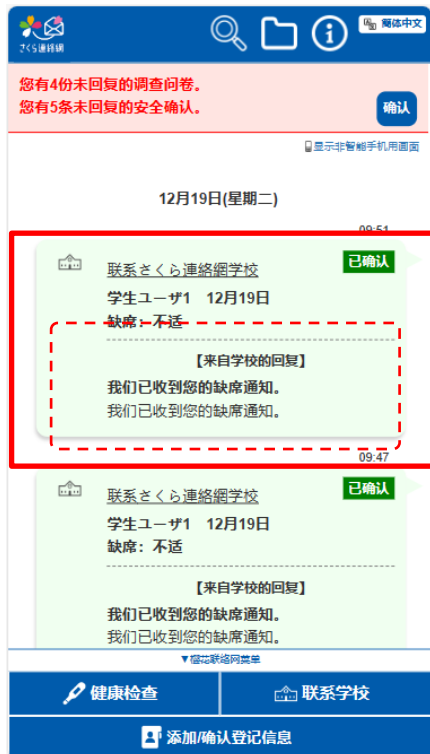 さくら連絡網
簡体中文
您有4份未回复的调查问卷。
您有5条未回复的安全确认。
确认
显示非智能手机用画面
12月19日(星期二)
09:51
已确认
联系さくら連絡網学校
学生ユーザ1 12月19日
缺席：不适
【来自学校的回复】
我们已收到您的缺席通知。
我们已收到您的缺席通知。
09:47
已确认
联系さくら連絡網学校
学生ユーザ1 12月19日
缺席：不适
【来自学校的回复】
我们已收到您的缺席通知。
我们已收到您的缺席通知。
▼樱花联络网菜单
健康检查
联系学校
添加/确认登记信息